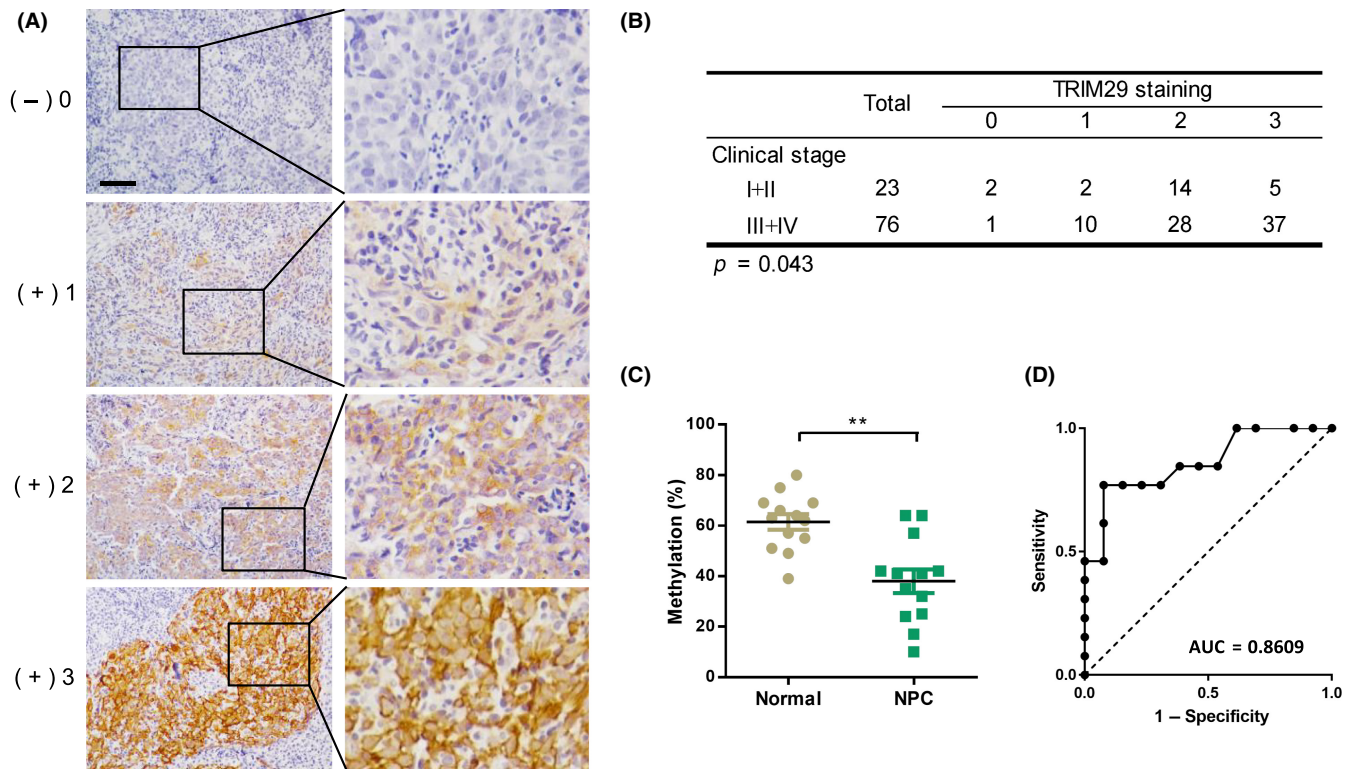 (A)
( − ) 0
( + ) 1
( + ) 2
( + ) 3
(B)
Total TRIM29 staining
0 1 2 3
Clinical stage
I+II 23 2 2 14 5
III+IV 76 1 10 28 37
p = 0.043
(C)
Methylation (%)
100
80
60
40
20
0
**
Normal NPC
(D)
Sensitivity
1.0
0.5
0.0
AUC = 0.8609
0.0 0.5 1.0
1 – Specificity